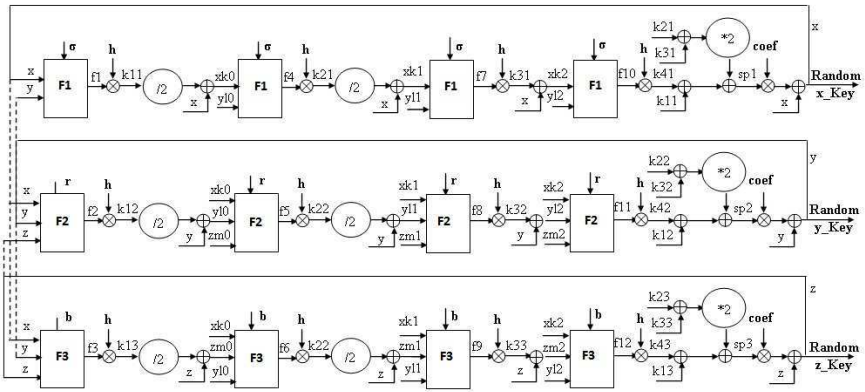 k21 *2 coef x
σ h σ h σ h σ h k31 Random
x F1 f1 k11 /2 xk0 F1 f4 k21 /2 xk1 F1 f7 k31 xk2 F1 f10 k41 sp1
y x yl0 x yl1 x yl2 k11 x x_Key
k22 *2 coef y
r h xk0 r h xk1 r h xk2 r h k32 Random
x F2 f2 k12 /2 yl0 F2 f5 k22 /2 yl1 F2 f8 k32 yl2 F2 f11 k42 sp2
y y_Key
z y zm0 y zm1 y zm2 k12 y
k23 *2 coef z
b h xk0 b h xk1 b h xk2 b h k33 Random
x F3 f3 k13 /2 zm0 F3 f6 k22 /2 zm1 F3 f9 k33 zm2 F3 f12 k43 sp3
y z_Key
z z yl0 z yl1 z yl2 k13 z